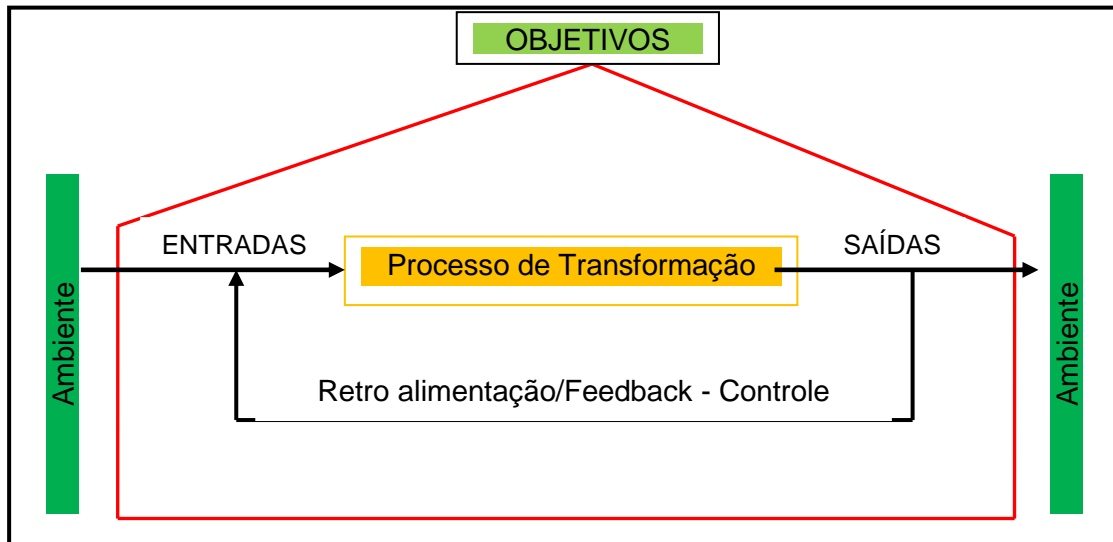 OBJETIVOS
ENTRADAS
SAÍDAS
Processo de Transformação
Ambiente
Ambiente
Retro alimentação/Feedback - Controle